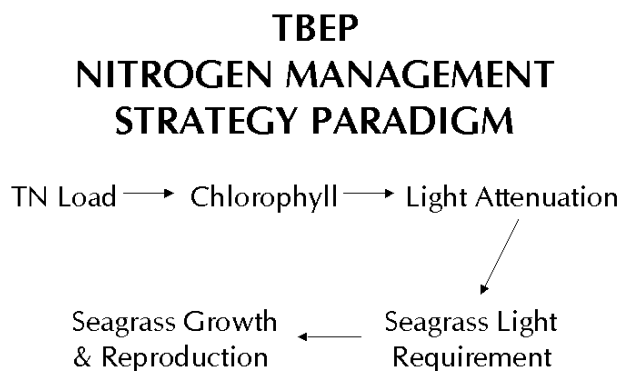 TBEP
NITROGEN MANAGEMENT
STRATEGY PARADIGM
TN Load
Chlorophyll
Light Attenuation
Seagrass Light
Requirement
Seagrass Growth
& Reproduction